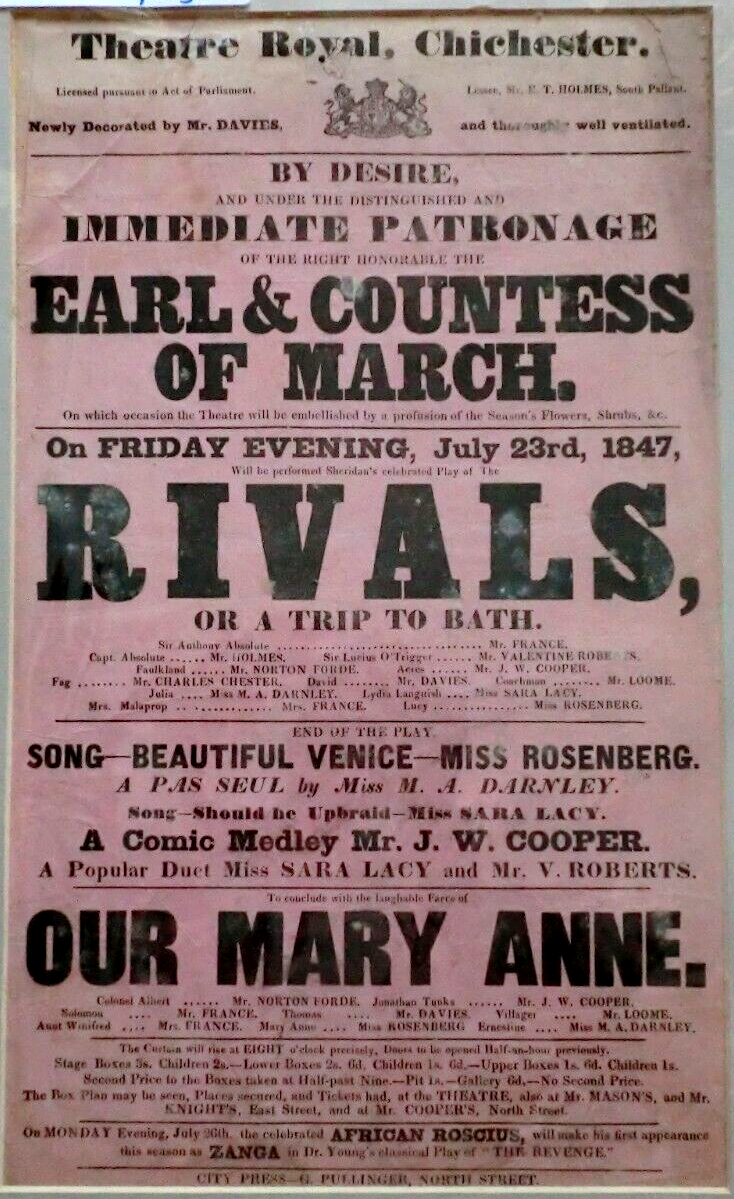 Theatre Royal, Chichester.
Licensed pursuant to Act of Parliament.
Lessee, Mr. E. T. HOLMES, South Pallant.
Newly Decorated by Mr. DAVIES,
and thoroughly well ventilated.
BY DESIRE,
AND UNDER THE DISTINGUISHED AND
IMMEDIATE PATRONAGE
OF THE RIGHT HONORABLE THE
EARL & COUNTESS
OF MARCH.
On which occasion the Theatre will be embellished by a profusion of the Season's Flowers, Shrubs, &c.
On FRIDAY EVENING, July 23rd, 1847,
Will be performed Sheridan's celebrated Play of The
RIVALS,
OR A TRIP TO BATH.
Sir Anthony Absolute .................................. Mr. FRANCE.
Capt. Absolute ...... Mr. HOLMES. Sir Lucius O'Trigger ...... Mr. VALENTINE ROBERTS.
Faulkland ...... Mr. NORTON FORDE. Acres ...... Mr. J. W. COOPER.
Fag ........ Mr. CHARLES CHESTER. David ........ Mr. DAVIES. Coachman ........ Mr. LOOME.
Julia .... Miss M. A. DARNLEY. Lydia Languish .... Miss SARA LACY.
Mrs. Malaprop ................ Mrs. FRANCE. Lucy ................ Miss ROSENBERG.
END OF THE PLAY.
SONG—BEAUTIFUL VENICE—MISS ROSENBERG.
A PAS SEUL by Miss M. A. DARNLEY.
Song—Should he Upbraid—Miss SARA LACY.
A Comic Medley Mr. J. W. COOPER.
A Popular Duet Miss SARA LACY and Mr. V. ROBERTS.
To conclude with the laughable Farce of
OUR MARY ANNE.
Colonel Albert ...... Mr. NORTON FORDE. Jonathan Tunks ...... Mr. J. W. COOPER.
Solomon .... Mr. FRANCE. Thomas .... Mr. DAVIES. Villager .... Mr. LOOME.
Aunt Winifred .... Mrs. FRANCE. Mary Anne .... Miss ROSENBERG Ernestine .... Miss M. A. DARNLEY.
The Curtain will rise at EIGHT o'clock precisely, Doors to be opened Half-an-hour previously.
Stage Boxes 3s. Children 2s.—Lower Boxes 2s. 6d. Children 1s. 6d.—Upper Boxes 1s. 6d. Children 1s.
Second Price to the Boxes taken at Half-past Nine.—Pit 1s.—Gallery 6d.—No Second Price.
The Box Plan may be seen, Places secured, and Tickets had, at the THEATRE, also at Mr. MASON'S, and Mr.
KNIGHT'S, East Street, and at Mr. COOPER'S, North Street.
On MONDAY Evening, July 26th, the celebrated AFRICAN ROSCIUS, will make his first appearance
this season as ZANGA in Dr. Young's classical Play of "THE REVENGE."
CITY PRESS—G. PULLINGER, NORTH STREET.